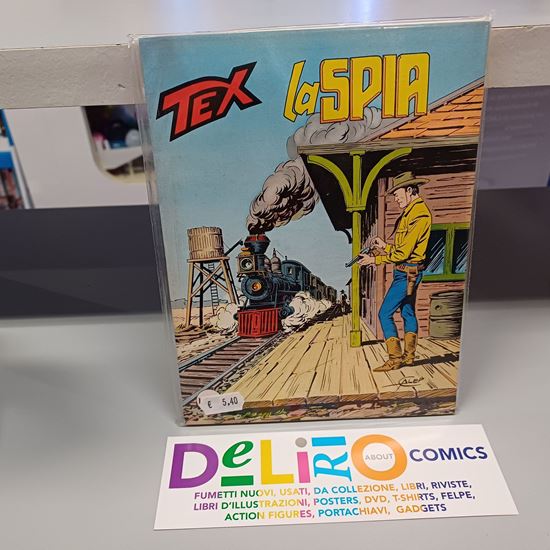 TEX
la SPIA
GALEP
€ 5,40
DeLiRiO ABOUT COMICS
FUMETTI NUOVI, USATI, DA COLLEZIONE, LIBRI, RIVISTE,
LIBRI D'ILLUSTRAZIONI, POSTERS, DVD, T-SHIRTS, FELPE,
ACTION FIGURES, PORTACHIAVI, GADGETS